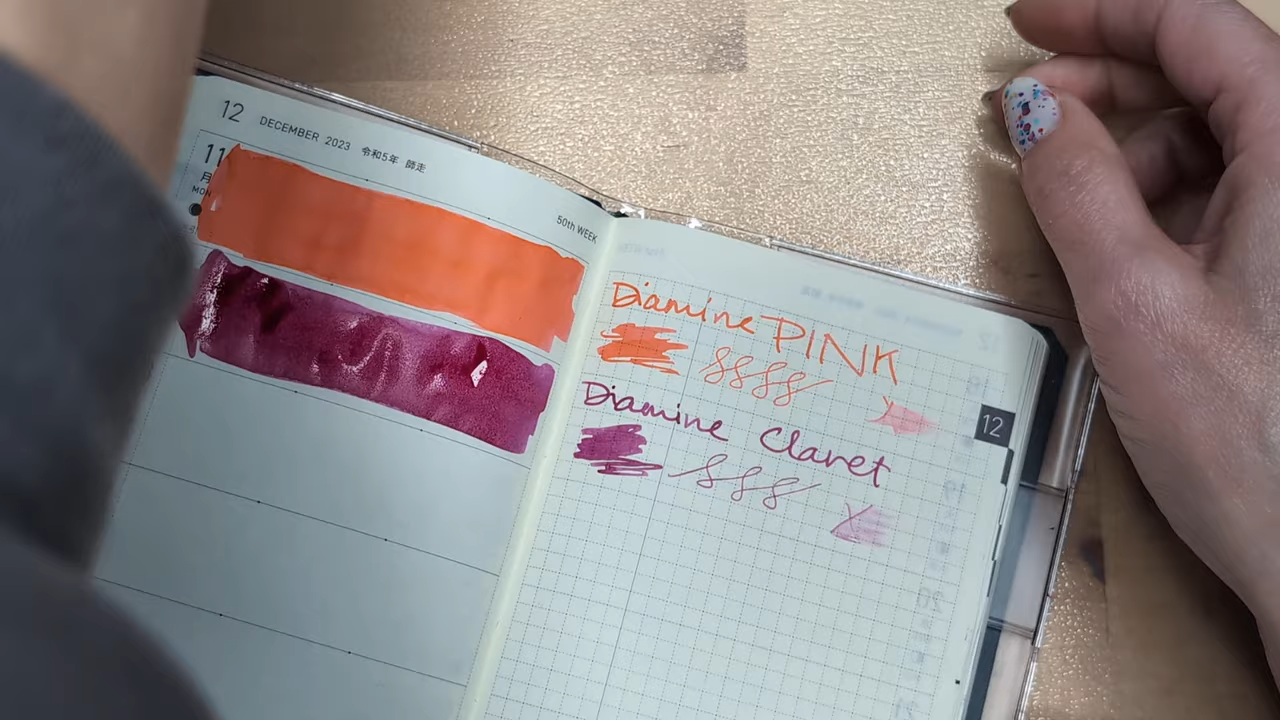 12 DECEMBER 2023 令和5年 師走
11
月
MON
50th WEEK
Diamine PINK
Diamine Claret
12